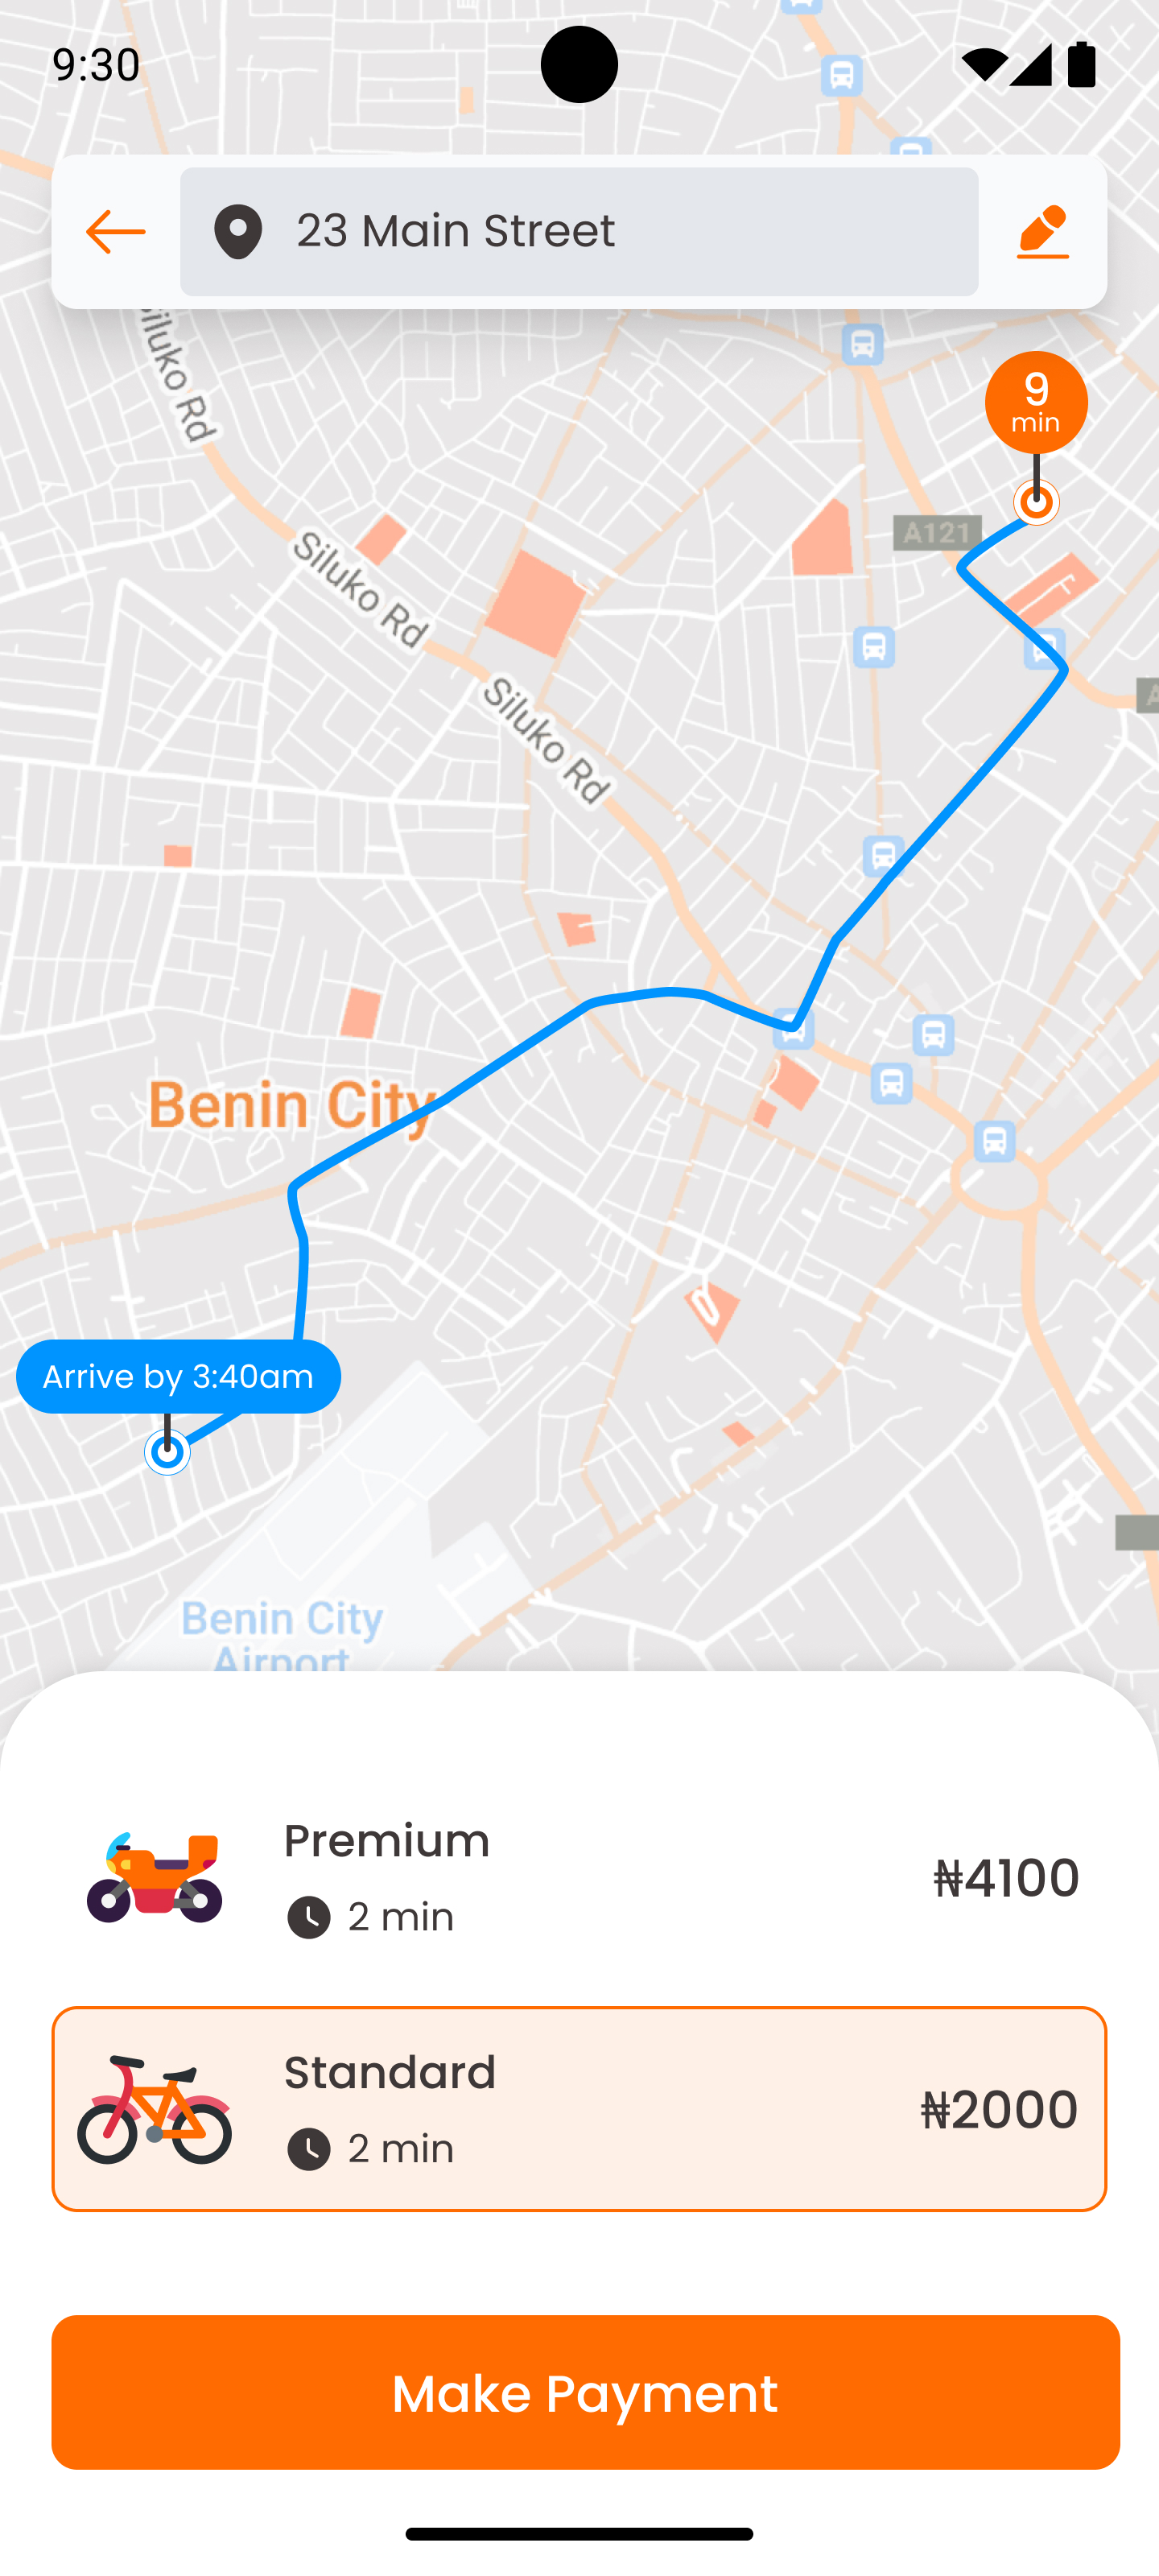 9:30
23 Main Street
Siluko Rd
9
min
A121
Siluko Rd
Siluko Rd
Benin City
Arrive by 3:40am
Benin City
Airport
Premium
2 min
₦4100
Standard
2 min
₦2000
Make Payment